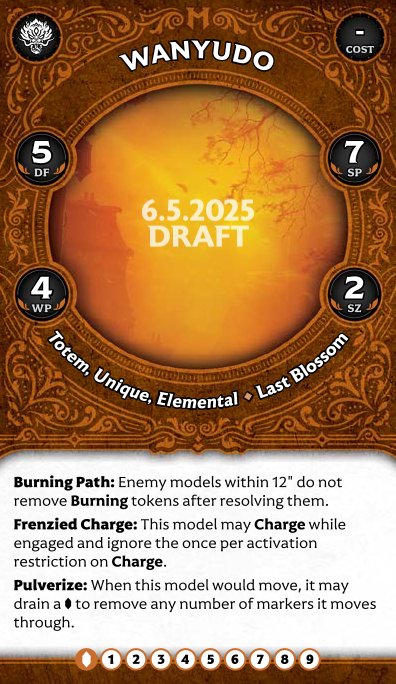 WANYUDO
-
COST
5
DF
7
SP
6.5.2025
DRAFT
4
WP
2
SZ
Totem, Unique, Elemental ⬥ Last Blossom
Burning Path: Enemy models within 12" do not
remove Burning tokens after resolving them.
Frenzied Charge: This model may Charge while
engaged and ignore the once per activation
restriction on Charge.
Pulverize: When this model would move, it may
drain a ⬧ to remove any number of markers it moves
through.
1 2 3 4 5 6 7 8 9